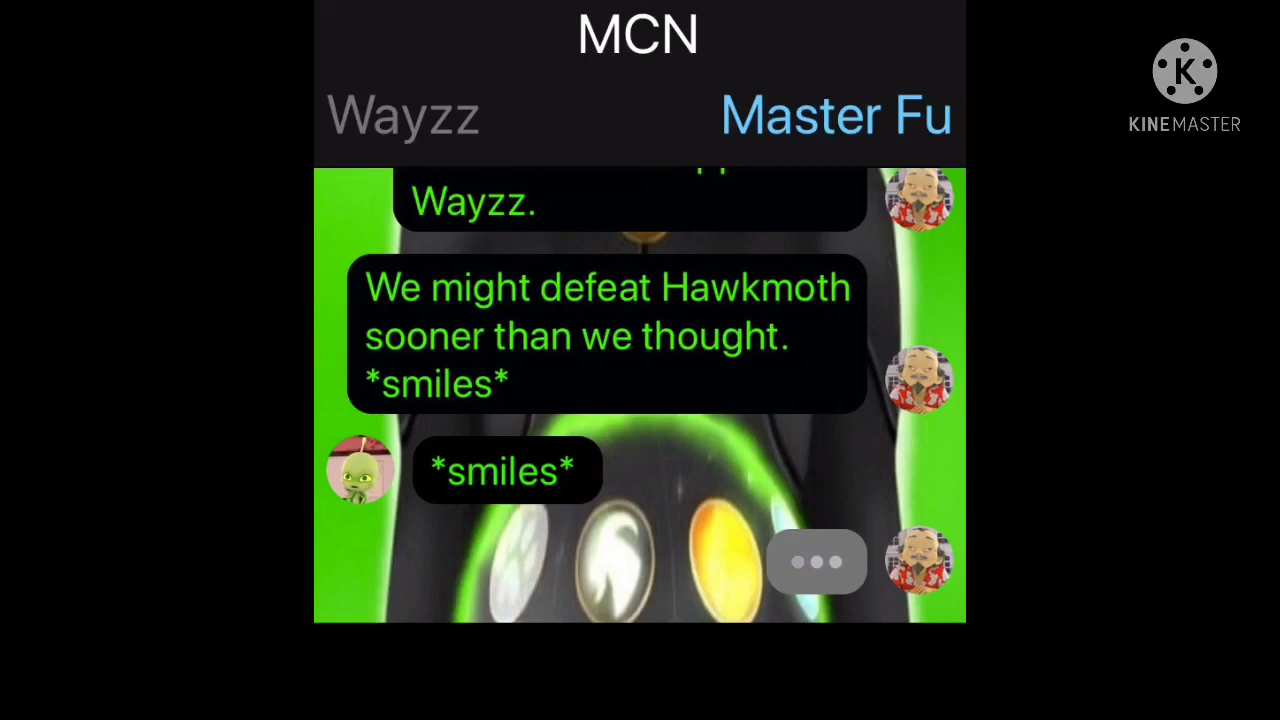 MCN
Wayzz
Master Fu
Wayzz.
We might defeat Hawkmoth
sooner than we thought.
*smiles*
*smiles*
K
KINEMASTER